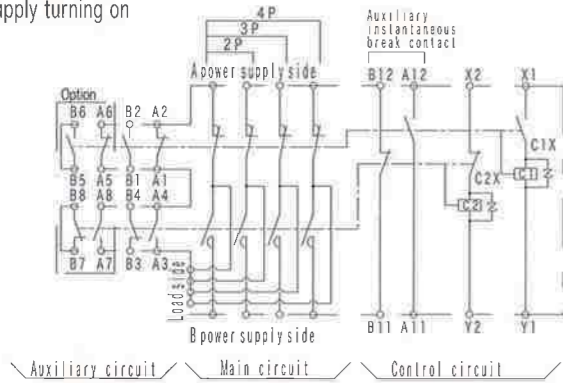 pply turning on
4P
3P
2P
Auxiliary
instantaneous
break contact
A power supply side
B12 A12 X2 X1
Option
B6 A6 B2 A2
C1X
B5 A5 B1 A1
C1
C2X
B8 A8 B4 A4
C2
B7 A7 B3 A3
Load side
B power supply side
B11 A11 Y2 Y1
Auxiliary circuit Main circuit Control circuit